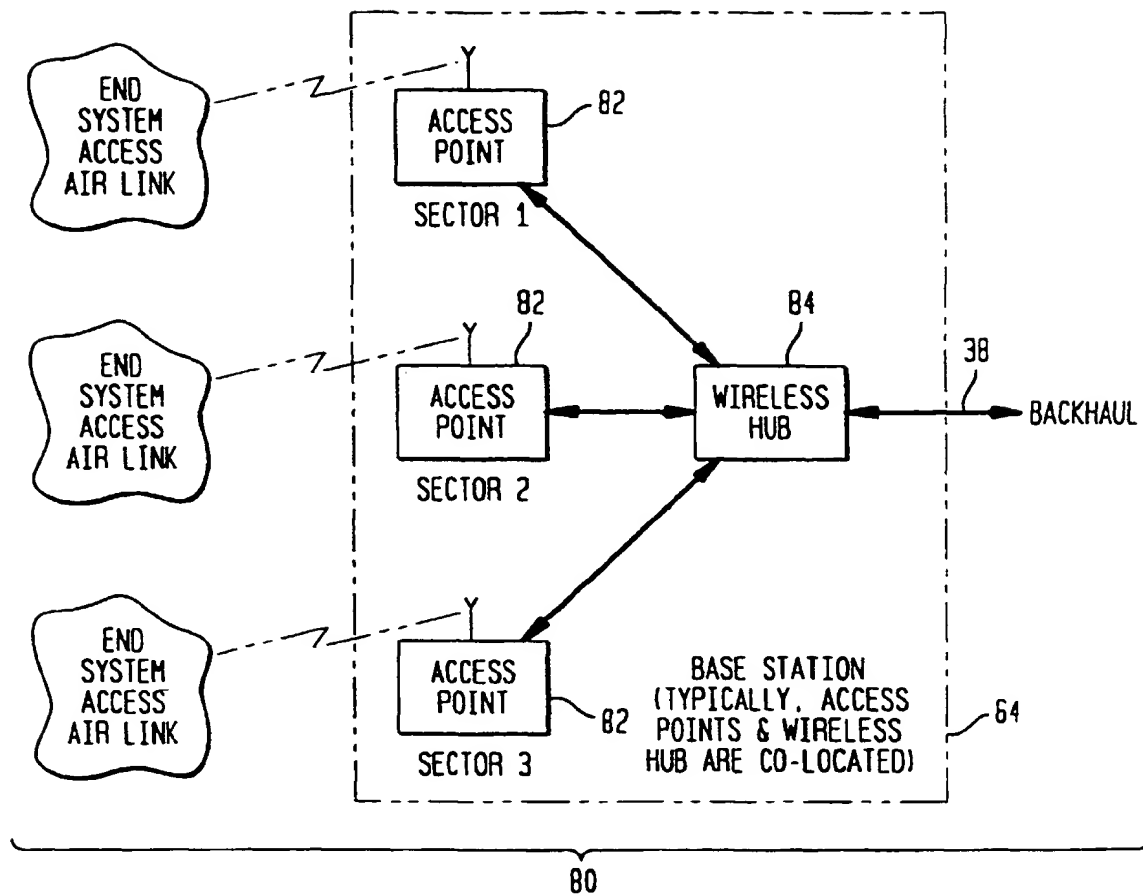 END
SYSTEM
ACCESS
AIR LINK
ACCESS
POINT
82
SECTOR 1
END
SYSTEM
ACCESS
AIR LINK
ACCESS
POINT
82
SECTOR 2
WIRELESS
HUB
84
38
BACKHAUL
END
SYSTEM
ACCESS
AIR LINK
ACCESS
POINT
82
SECTOR 3
BASE STATION
(TYPICALLY, ACCESS
POINTS & WIRELESS
HUB ARE CO-LOCATED)
64
80